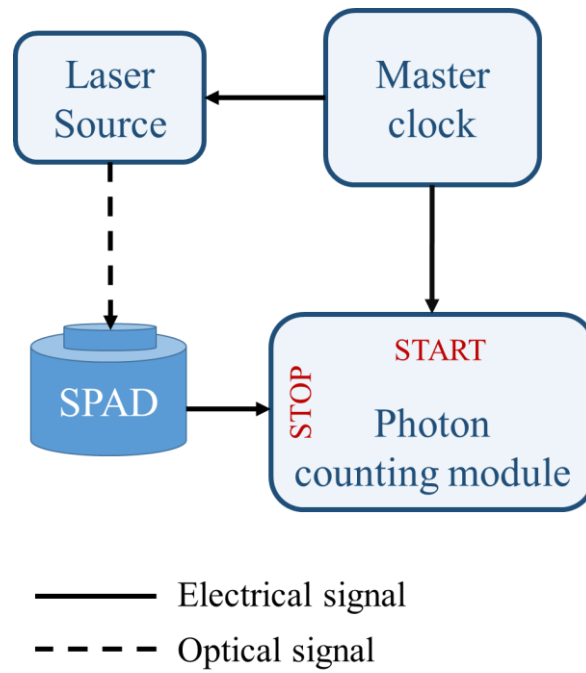 Laser
Source
Master
clock
SPAD
START
STOP
Photon
counting module
Electrical signal
Optical signal